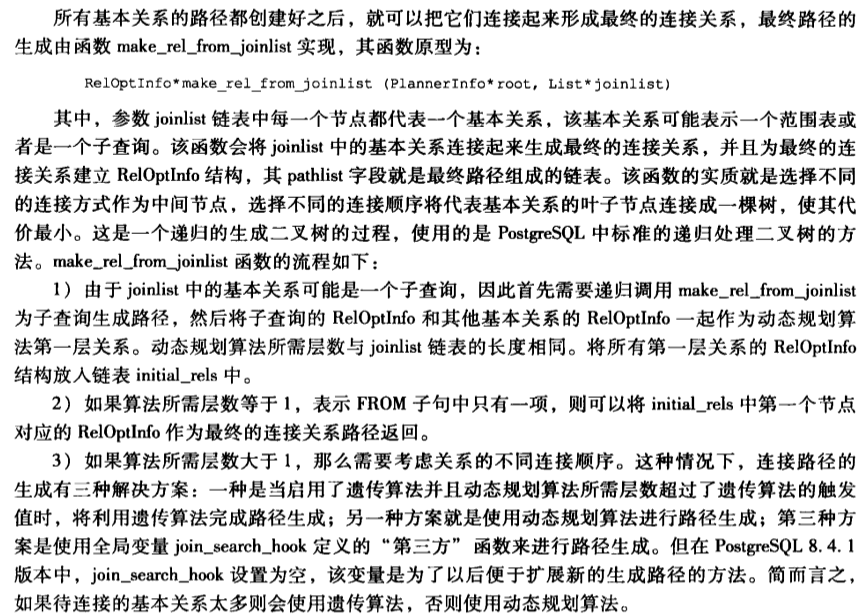 所有基本关系的路径都创建好之后，就可以把它们连接起来形成最终的连接关系，最终路径的
生成由函数 make_rel_from_joinlist 实现，其函数原型为：
RelOptInfo*make_rel_from_joinlist (PlannerInfo*root, List*joinlist)
其中，参数 joinlist 链表中每一个节点都代表一个基本关系，该基本关系可能表示一个范围表或
者是一个子查询。该函数会将 joinlist 中的基本关系连接起来生成最终的连接关系，并且为最终的连
接关系建立 RelOptInfo 结构，其 pathlist 字段就是最终路径组成的链表。该函数的实质就是选择不同
的连接方式作为中间节点，选择不同的连接顺序将代表基本关系的叶子节点连接成一棵树，使其代
价最小。这是一个递归的生成二叉树的过程，使用的是 PostgreSQL 中标准的递归处理二叉树的方
法。make_rel_from_joinlist 函数的流程如下：
1）由于 joinlist 中的基本关系可能是一个子查询，因此首先需要递归调用 make_rel_from_joinlist
为子查询生成路径，然后将子查询的 RelOptInfo 和其他基本关系的 RelOptInfo 一起作为动态规划算
法第一层关系。动态规划算法所需层数与 joinlist 链表的长度相同。将所有第一层关系的 RelOptInfo
结构放入链表 initial_rels 中。
2）如果算法所需层数等于 1，表示 FROM 子句中只有一项，则可以将 initial_rels 中第一个节点
对应的 RelOptInfo 作为最终的连接关系路径返回。
3）如果算法所需层数大于 1，那么需要考虑关系的不同连接顺序。这种情况下，连接路径的
生成有三种解决方案：一种是当启用了遗传算法并且动态规划算法所需层数超过了遗传算法的触发
值时，将利用遗传算法完成路径生成；另一种方案就是使用动态规划算法进行路径生成；第三种方
案是使用全局变量 join_search_hook 定义的“第三方”函数来进行路径生成。但在 PostgreSQL 8.4.1
版本中，join_search_hook 设置为空，该变量是为了以后便于扩展新的生成路径的方法。简而言之，
如果待连接的基本关系太多则会使用遗传算法，否则使用动态规划算法。